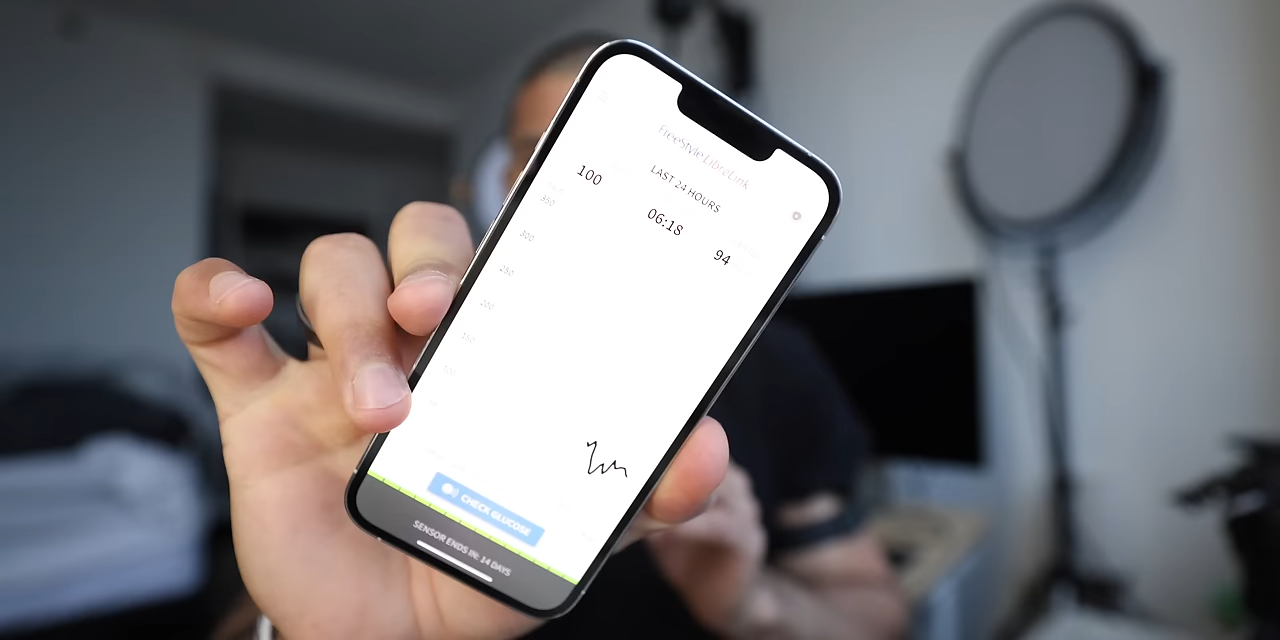 FreeStyle LibreLink
LAST 24 HOURS
100
06:18
94
350
300
250
200
150
100
CHECK GLUCOSE
SENSOR ENDS IN: 14 DAYS